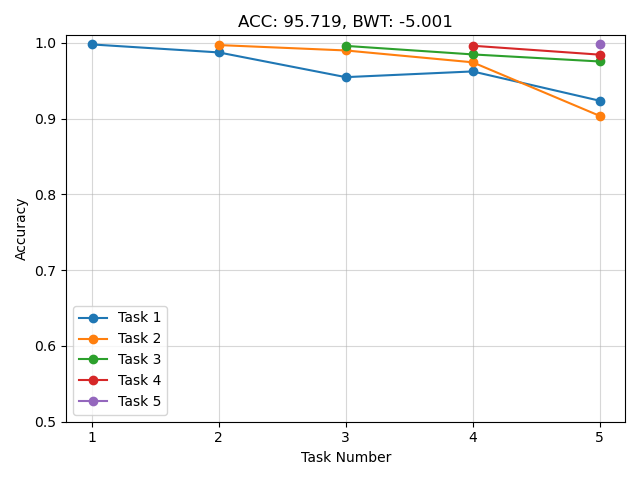 ACC: 95.719, BWT: -5.001
1.0
0.9
0.8
0.7
0.6
0.5
Accuracy
Task 1
Task 2
Task 3
Task 4
Task 5
1 2 3 4 5
Task Number